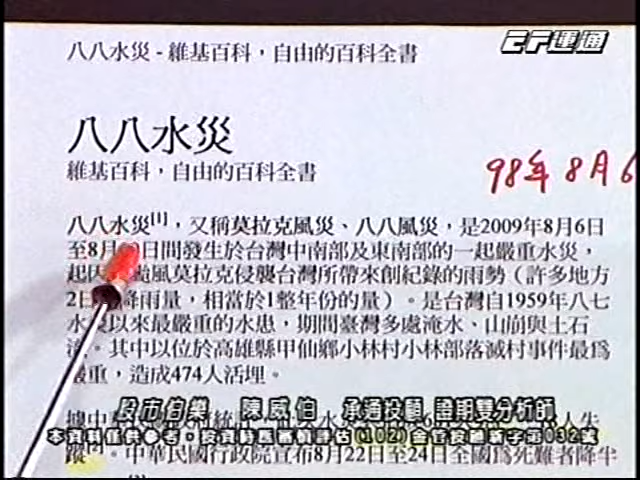 八八水災 - 維基百科，自由的百科全書
EF運通
八八水災
維基百科，自由的百科全書
98年8月6
八八水災[1]，又稱莫拉克風災、八八風災，是2009年8月6日
至8月 日間發生於台灣中南部及東南部的一起嚴重水災，
起因 颱風莫拉克侵襲台灣所帶來創紀錄的雨勢（許多地方
2日 降雨量，相當於1整年份的量）。是台灣自1959年八七
水災以來最嚴重的水患，期間臺灣多處淹水、山崩與土石
流。其中以位於高雄縣甲仙鄉小林村小林部落滅村事件最為
嚴重，造成474人活埋。
股市伯樂 陳威伯 承通投顧 證期雙分析師
本資料僅供參考，投資時應審慎評估(102)金管投顧新字第032號
蹤[2]。中華民國行政院宣布8月22日至24日全國為死難者降半